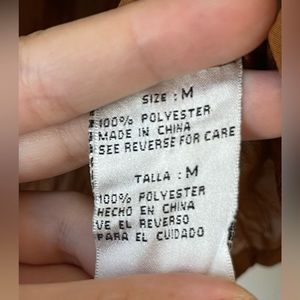 SIZE : M
100% POLYESTER
MADE IN CHINA
SEE REVERSE FOR CARE
TALLA : M
100% POLYESTER
HECHO EN CHINA
VE EL REVERSO
PARA EL CUIDADO